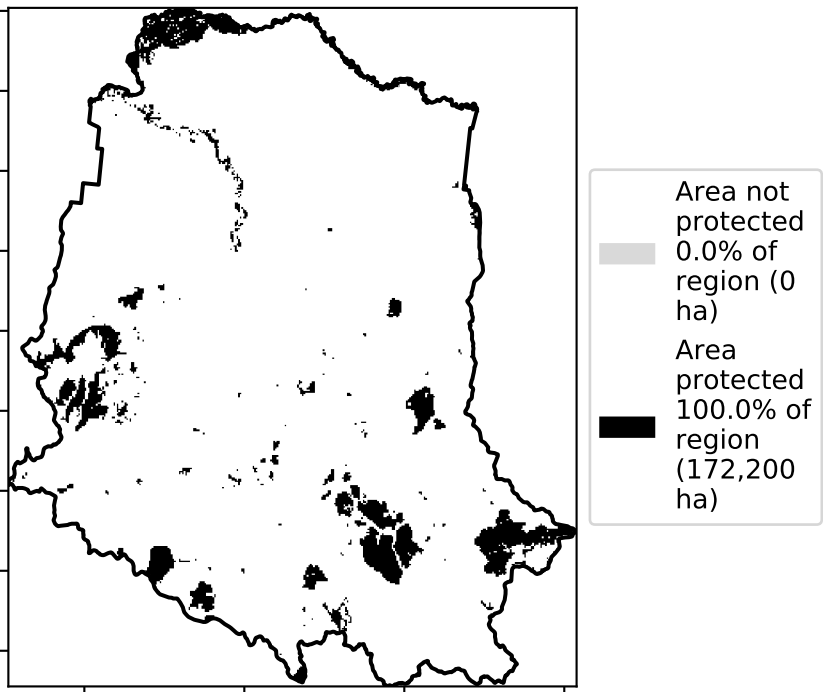 Area not
protected
0.0% of
region (0
ha)
Area
protected
100.0% of
region
(172,200
ha)